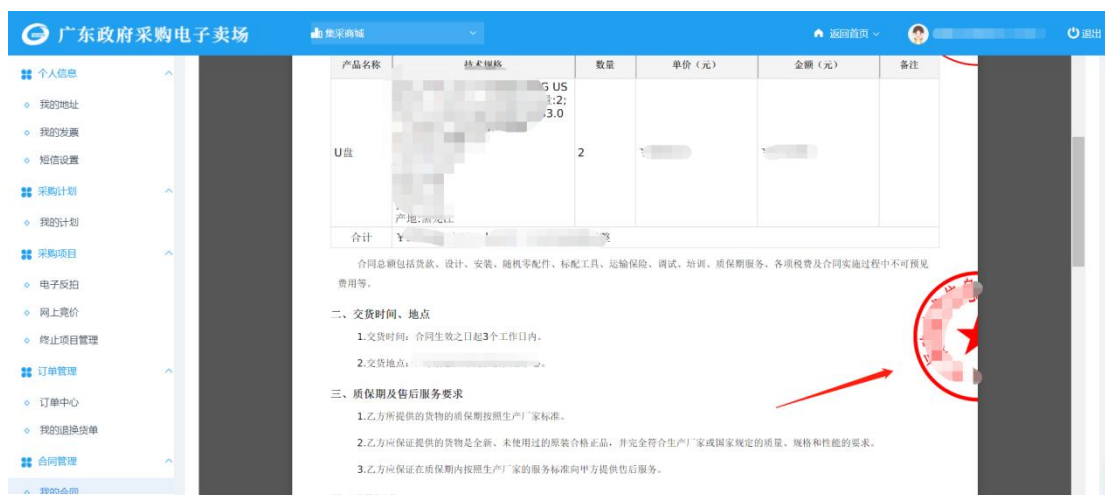 广东政府采购电子卖场
集采商城
返回首页
退出
个人信息
我的地址
我的发票
短信设置
采购计划
我的计划
采购项目
电子反拍
网上竞价
终止项目管理
订单管理
订单中心
我的退换货单
合同管理
我的合同
产品名称 技术规格 数量 单价（元） 金额（元） 备注
G US
:2;
3.0
U盘 2
产地:黑龙江
合计 ¥ 整
合同总额包括货款、设计、安装、随机零配件、标配工具、运输保险、调试、培训、质保期服务、各项税费及合同实施过程中不可预见
费用等。
二、交货时间、地点
1.交货时间：合同生效之日起3个工作日内。
2.交货地点：
三、质保期及售后服务要求
1.乙方所提供的货物的质保期按照生产厂家标准。
2.乙方应保证提供的货物是全新、未使用过的原装合格正品，并完全符合生产厂家或国家规定的质量、规格和性能的要求。
3.乙方应保证在质保期内按照生产厂家的服务标准向甲方提供售后服务。